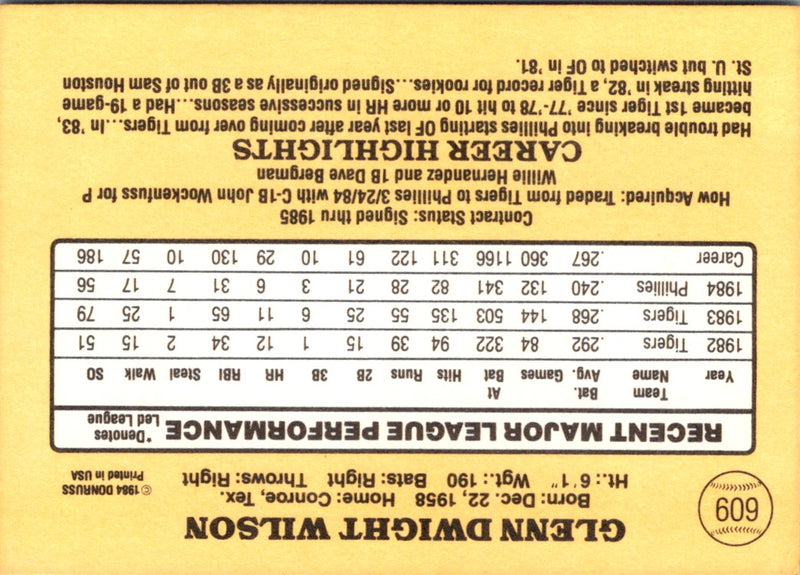 609
GLENN DWIGHT WILSON
Born: Dec. 22, 1958 Home: Conroe, Tex.
Ht.: 6'1" Wgt.: 190 Bats: Right Throws: Right
©1984 DONRUSS
Printed in USA
RECENT MAJOR LEAGUE PERFORMANCE
*Denotes
Led League
Year Team Name Bat. Avg. Games At Bat Hits Runs 2B 3B HR RBI Steal Walk SO
1982 Tigers .292 84 322 94 39 15 1 12 34 2 15 51
1983 Tigers .268 144 503 135 55 25 6 11 65 1 25 79
1984 Phillies .240 132 341 82 28 21 3 6 31 7 17 56
Career .267 360 1166 311 122 61 10 29 130 10 57 186
Contract Status: Signed thru 1985
How Acquired: Traded from Tigers to Phillies 3/24/84 with C-1B John Wockenfuss for P
Willie Hernandez and 1B Dave Bergman
CAREER HIGHLIGHTS
Had trouble breaking into Phillies starting OF last year after coming over from Tigers...In '83,
became 1st Tiger since '77-'78 to hit 10 or more HR in successive seasons...Had a 19-game
hitting streak in '82, a Tiger record for rookies...Signed originally as a 3B out of Sam Houston
St. U. but switched to OF in '81.